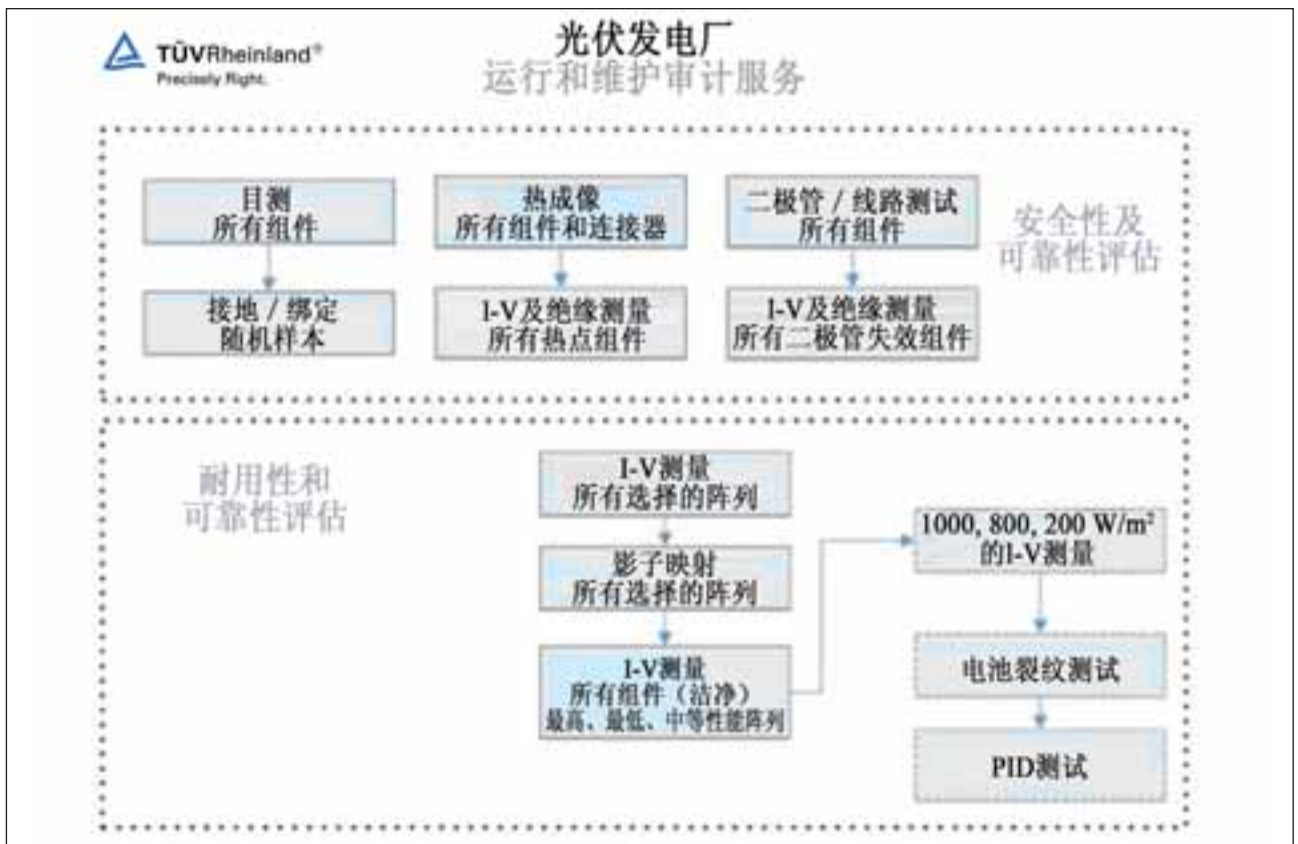 TÜVRheinland®
Precisely Right.
光伏发电厂
运行和维护审计服务
目测
所有组件
热成像
所有组件和连接器
二极管 / 线路测试
所有组件
安全性及
可靠性评估
接地 / 绑定
随机样本
I-V及绝缘测量
所有热点组件
I-V及绝缘测量
所有二极管失效组件
耐用性和
可靠性评估
I-V测量
所有选择的阵列
影子映射
所有选择的阵列
I-V测量
所有组件（洁净）
最高、最低、中等性能阵列
1000, 800, 200 W/m²
的I-V测量
电池裂纹测试
PID测试